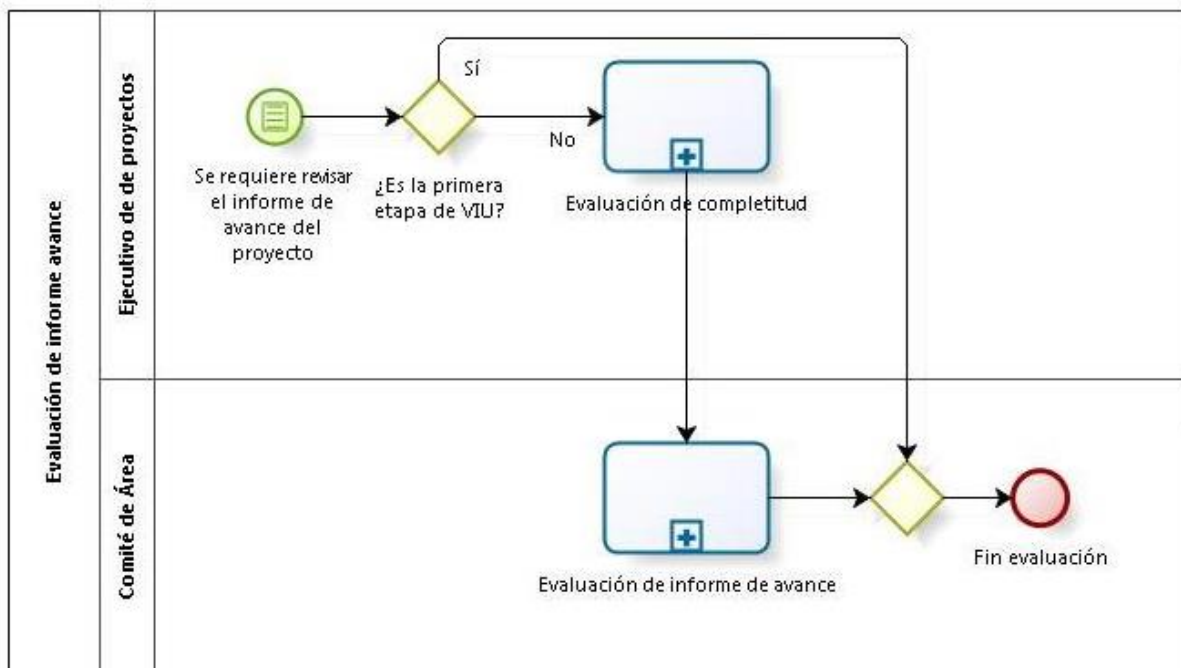 Evaluación de informe avance
Ejecutivo de proyectos
Sí
No
Se requiere revisar
el informe de
avance del
proyecto
¿Es la primera
etapa de VIU?
Evaluación de completitud
Comité de Área
Evaluación de informe de avance
Fin evaluación